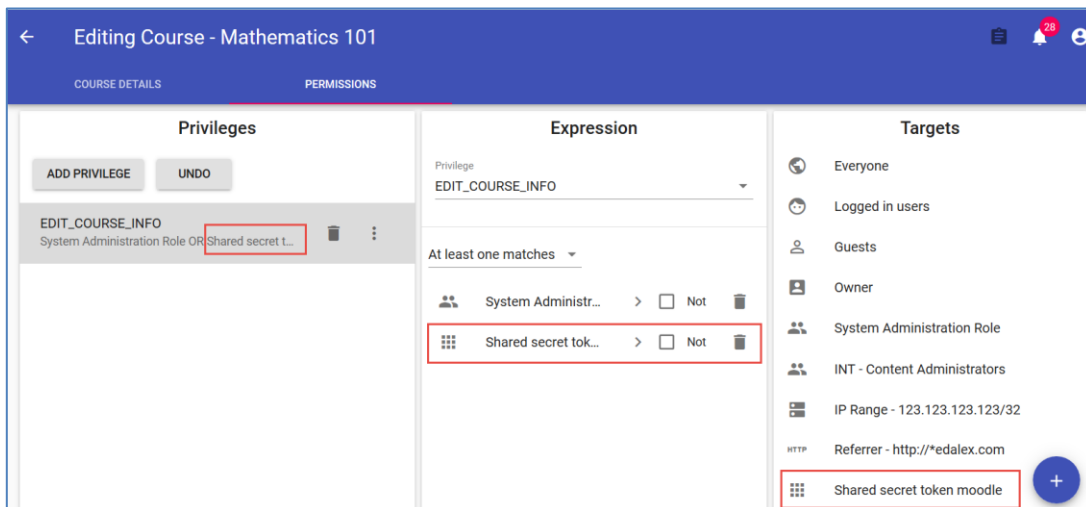 Editing Course - Mathematics 101
28
COURSE DETAILS
PERMISSIONS
Privileges
ADD PRIVILEGE
UNDO
EDIT_COURSE_INFO
System Administration Role OR Shared secret t...
Expression
Privilege
EDIT_COURSE_INFO
At least one matches
System Administr...
Not
Shared secret tok...
Not
Targets
Everyone
Logged in users
Guests
Owner
System Administration Role
INT - Content Administrators
IP Range - 123.123.123.123/32
HTTP
Referrer - http://*edalex.com
Shared secret token moodle